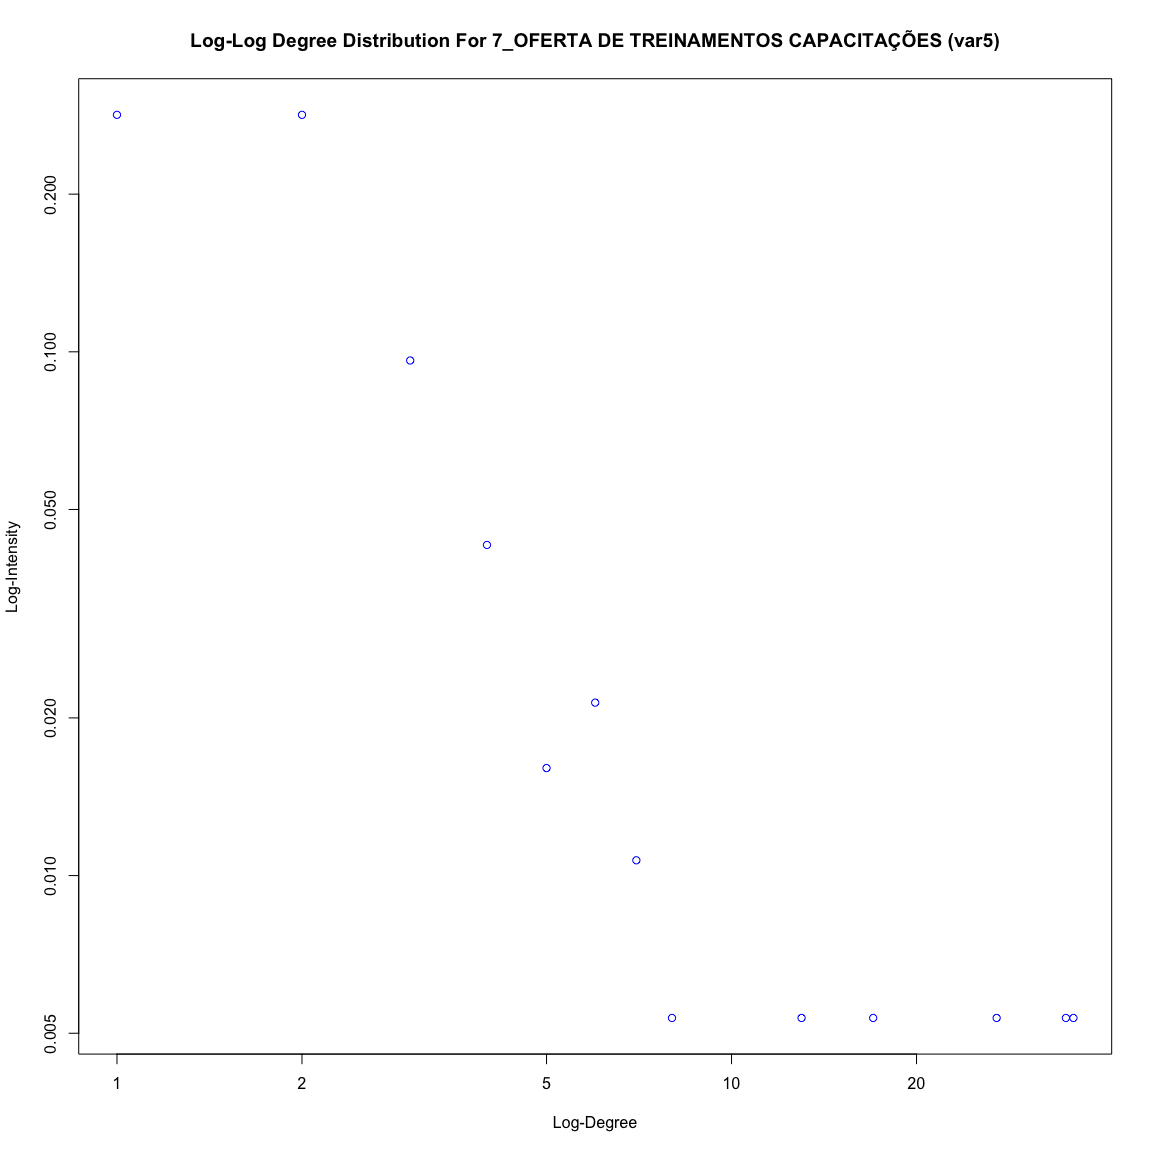 Log-Log Degree Distribution For 7_OFERTA DE TREINAMENTOS CAPACITAÇÕES (var5)
0.200
0.100
0.050
0.020
0.010
0.005
Log-Intensity
1 2 5 10 20
Log-Degree